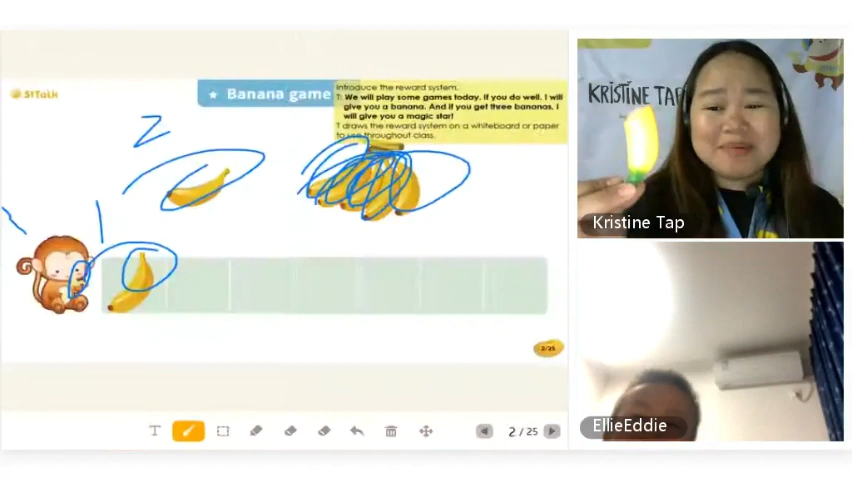 51Talk
★ Banana game
Introduce the reward system.
T: We will play some games today. If you do well, I will
give you a banana. And if you get three bananas, I
will give you a magic star!
T draws the reward system on a whiteboard or paper
to use throughout class.
2
2/25
T
2 / 25
KRISTINE TAP
Kristine Tap
EllieEddie